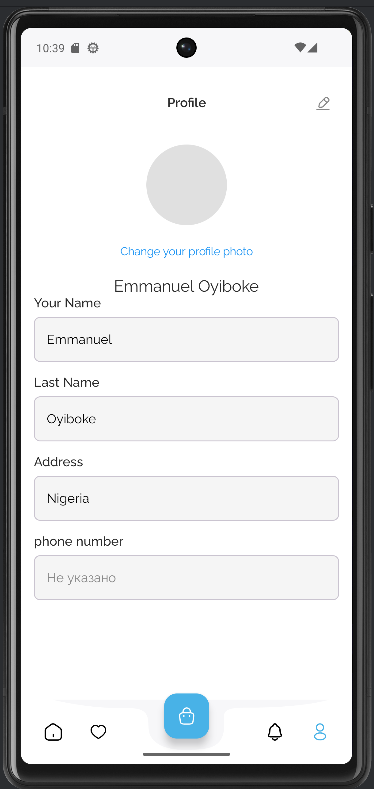 10:39
Profile
Change your profile photo
Emmanuel Oyiboke
Your Name
Emmanuel
Last Name
Oyiboke
Address
Nigeria
phone number
Не указано